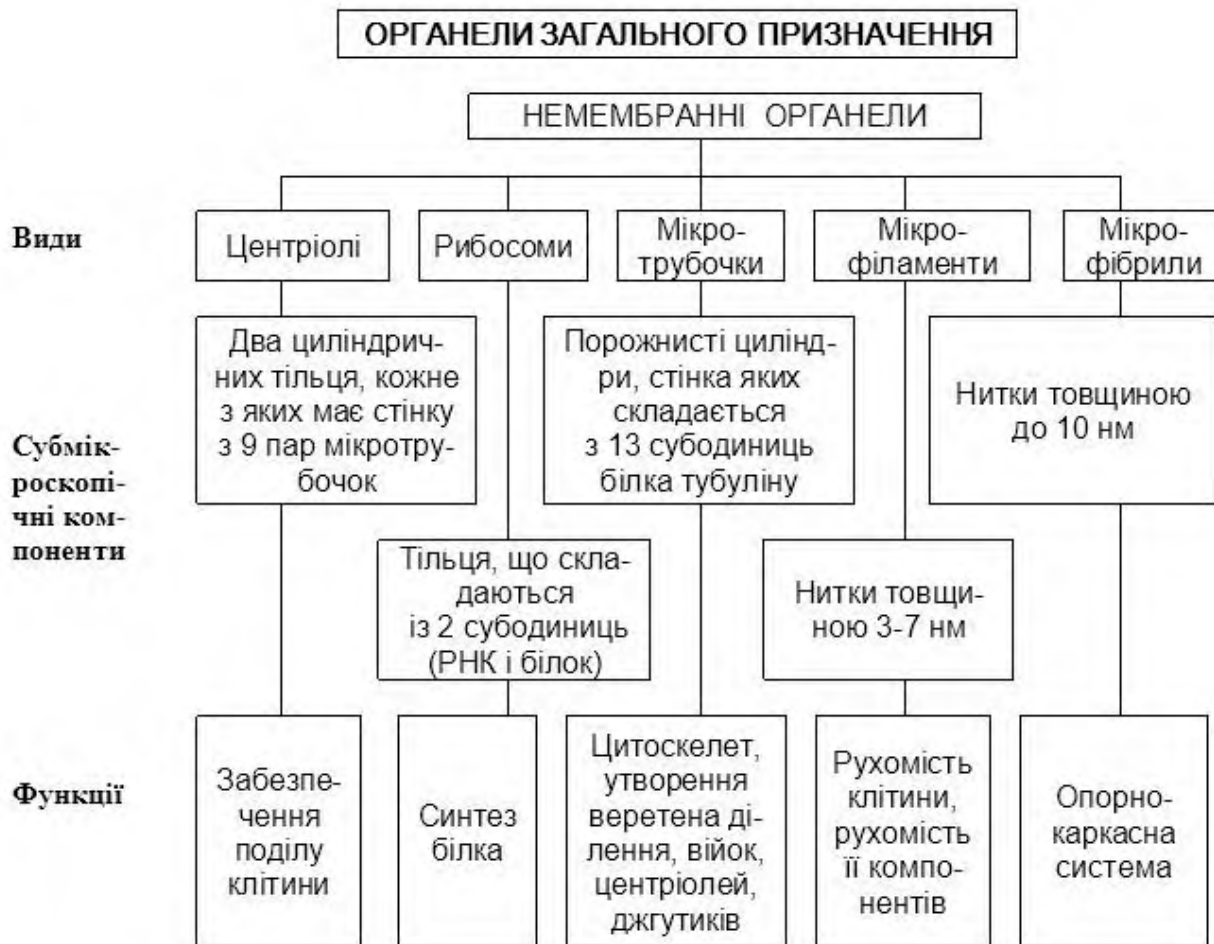 ОРГАНЕЛИ ЗАГАЛЬНОГО ПРИЗНАЧЕННЯ
НЕМЕМБРАННІ ОРГАНЕЛИ
Види
Центріолі
Рибосоми
Мікро-
трубочки
Мікро-
філаменти
Мікро-
фібрили
Субмік-
роскопі-
чні ком-
поненти
Два циліндрич-
них тільця, кожне
з яких має стінку
з 9 пар мікротру-
бочок
Тільця, що скла-
даються
із 2 субодиниць
(РНК і білок)
Порожнисті цилінд-
ри, стінка яких
складається
з 13 субодиниць
білка тубуліну
Нитки товщи-
ною 3-7 нм
Нитки товщиною
до 10 нм
Функції
Забезпе-
чення
поділу
клітини
Синтез
білка
Цитоскелет,
утворення
веретена ді-
лення, війок,
центріолей,
джгутиків
Рухомість
клітини,
рухомість
її компо-
нентів
Опорно-
каркасна
система